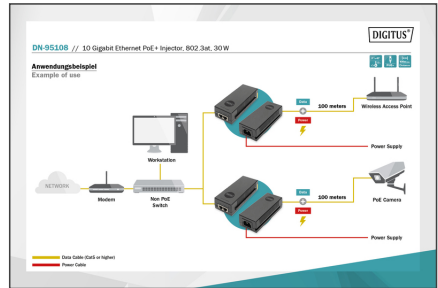 DIGITUS®
DN-95108 // 10 Gigabit Ethernet PoE+ Injector, 802.3at, 30 W
Anwendungsbeispiel
Example of use
Data
100 meters
Power
Wireless Access Point
Power Supply
Workstation
NETWORK
Modem
Non PoE
Switch
Data
100 meters
Power
PoE Camera
Power Supply
Data Cable (Cat5 or higher)
Power Cable